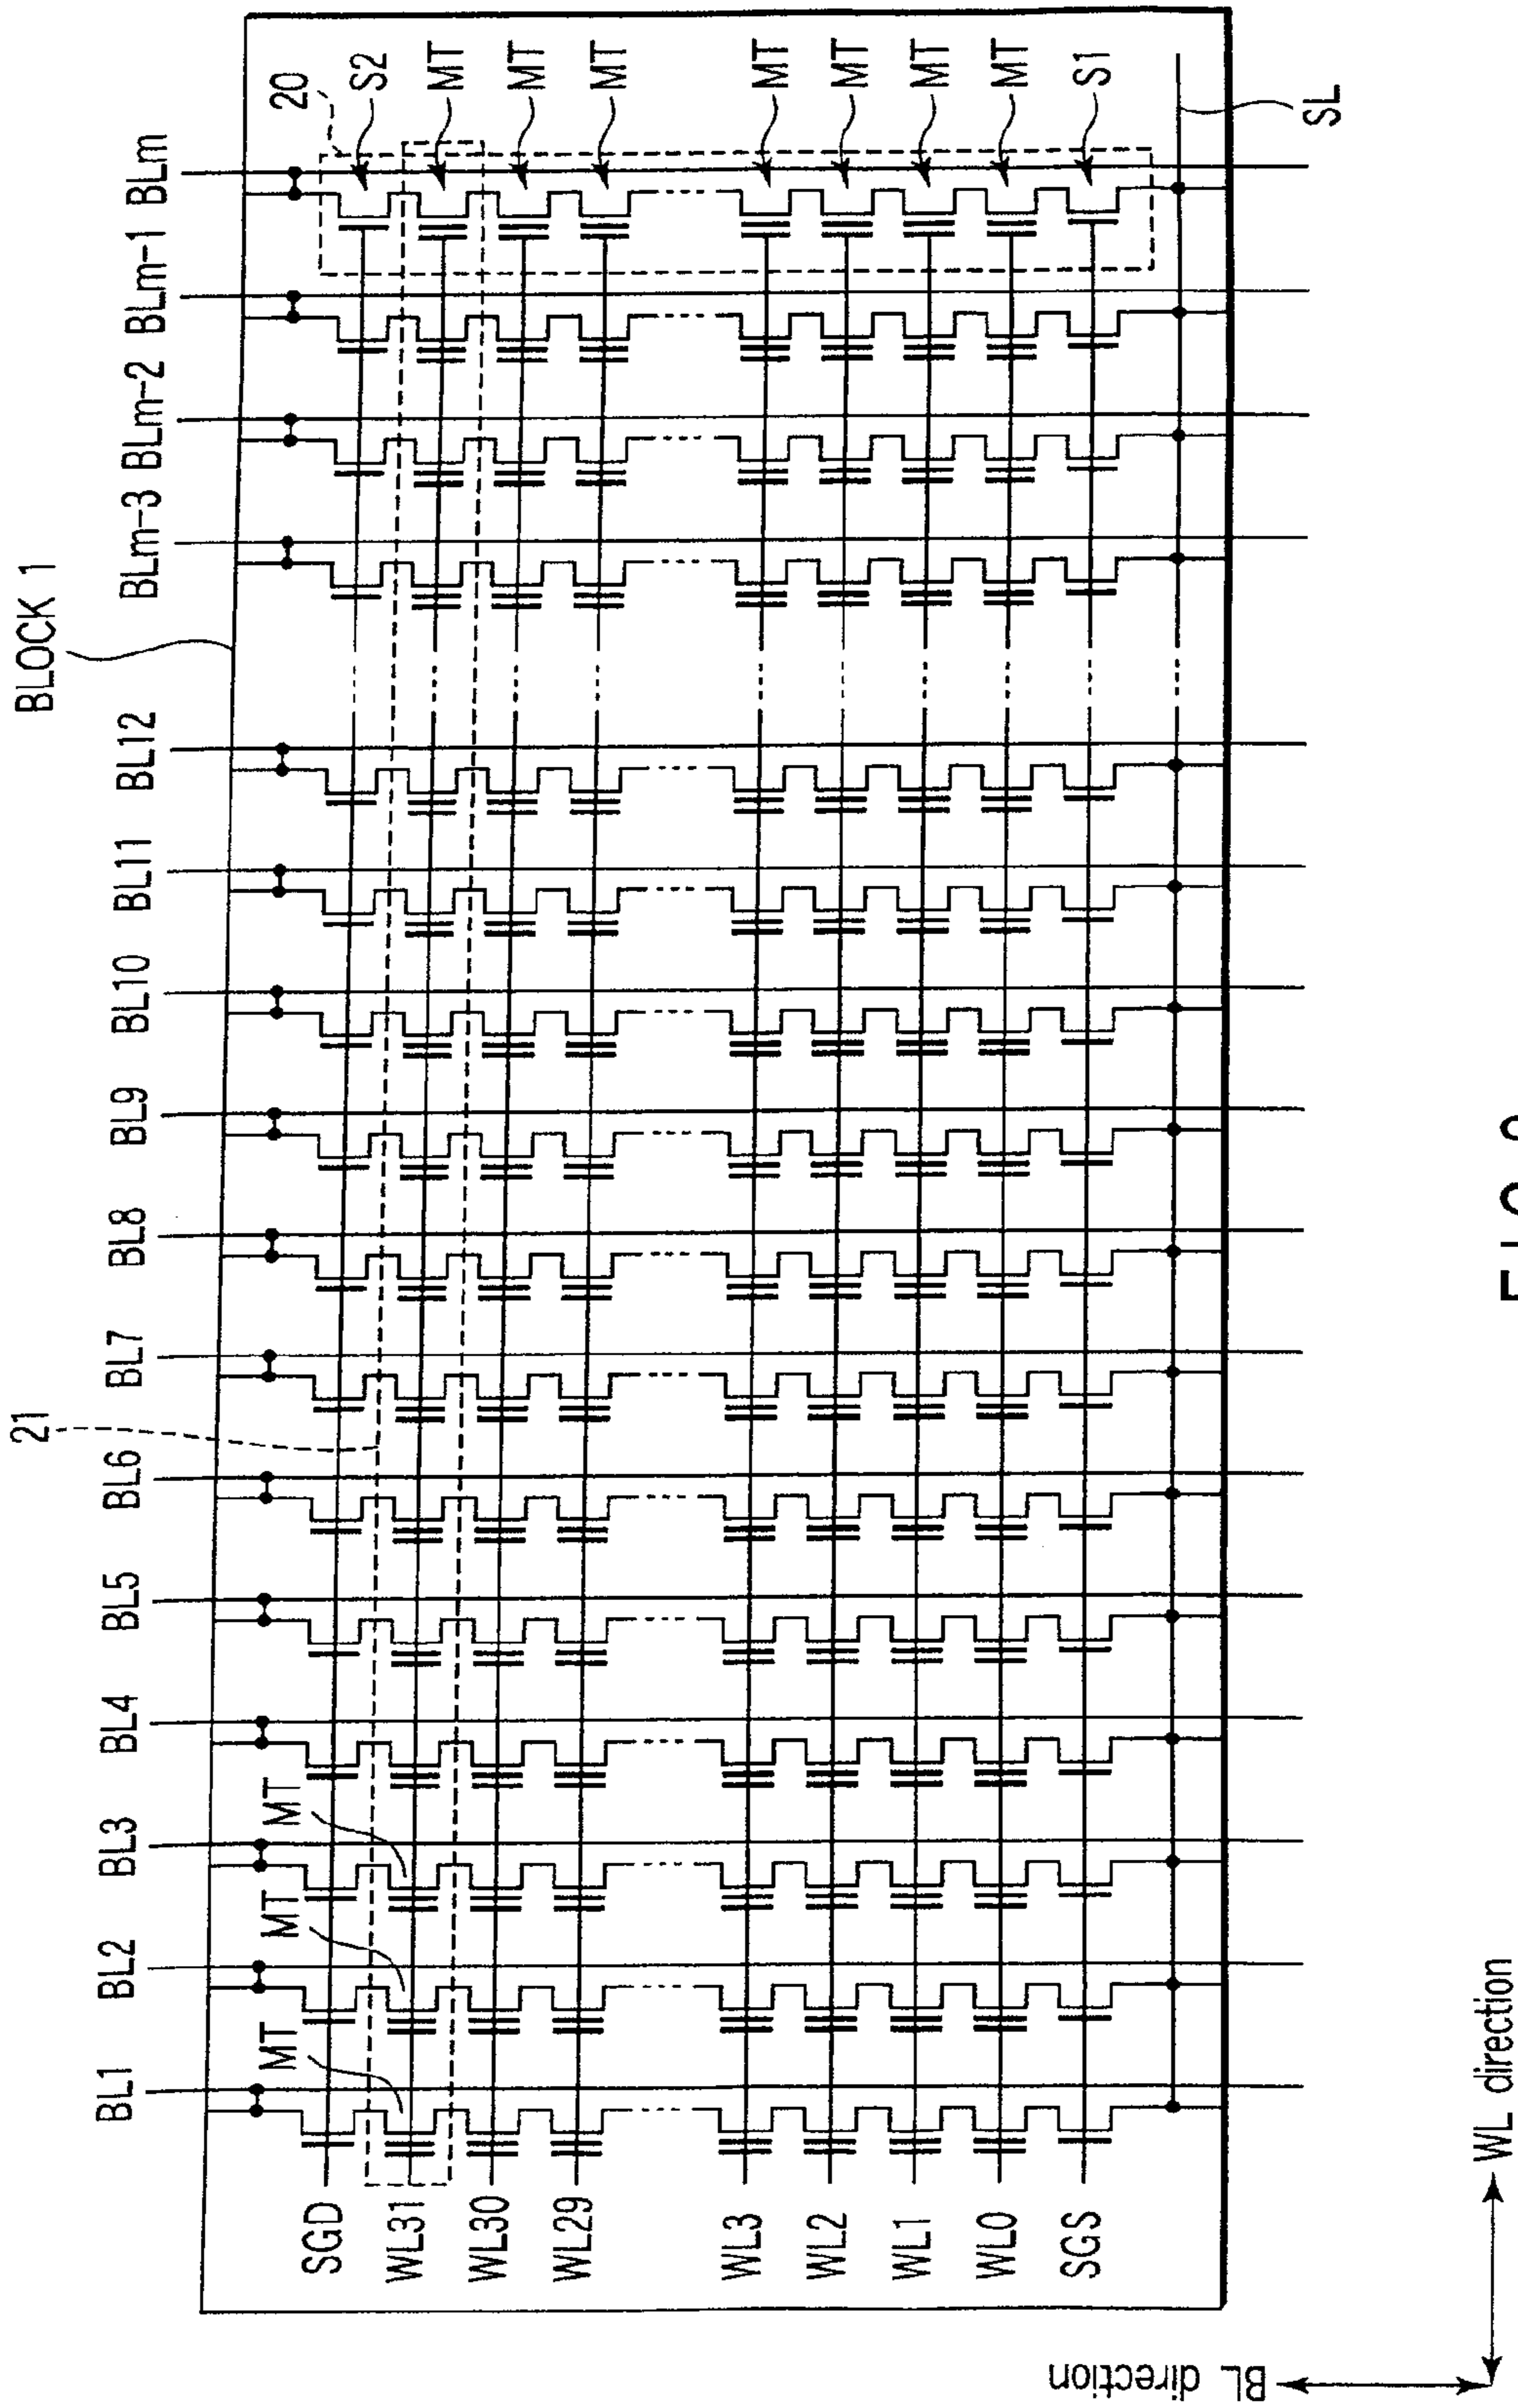 BLOCK 1
21
BL1
BL2
BL3
BL4
BL5
BL6
BL7
BL8
BL9
BL10
BL11
BL12
BLm-3
BLm-2
BLm-1
BLm
20
MT
MT
MT
SGD
S2
WL31
MT
WL30
MT
WL29
MT
WL3
MT
WL2
MT
WL1
MT
WL0
MT
SGS
S1
SL
BL direction
WL direction